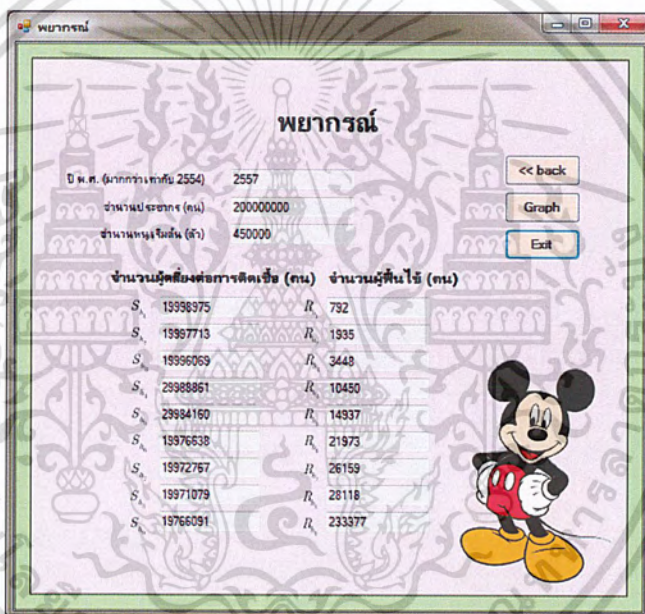 พยากรณ์
พยากรณ์
<< back
ปี พ.ศ. (มากกว่าเท่ากับ 2554) 2557
จำนวนประชากร (คน) 200000000
Graph
จำนวนหนูเริ่มต้น (ตัว) 450000
Exit
จำนวนผู้เสี่ยงต่อการติดเชื้อ (คน) จำนวนผู้ฟื้นไข้ (คน)
S 19998975 R 792
S 19997713 R 1935
S 19996069 R 3448
S 29988861 R 10450
S 29984160 R 14937
S 19976638 R 21973
S 19972767 R 26159
S 19971079 R 28118
S 19766091 R 233377